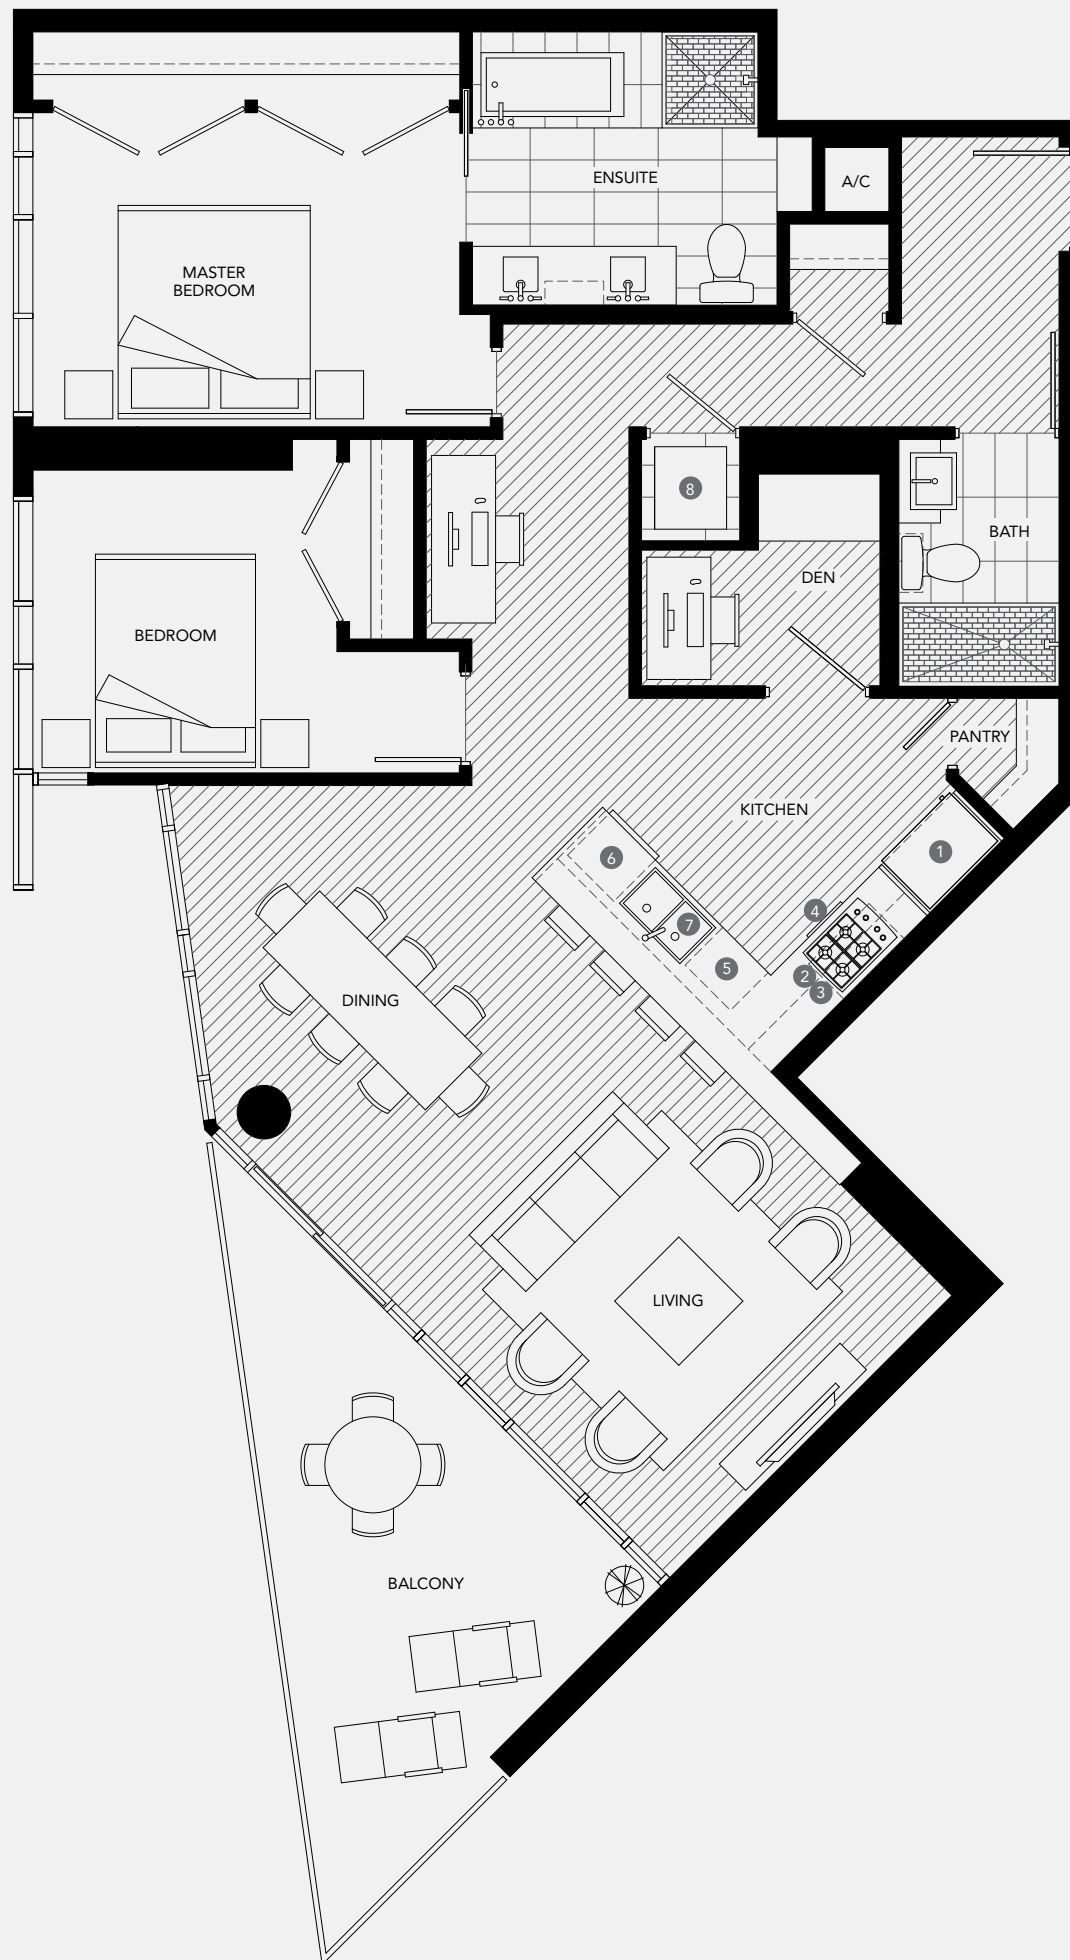 ENSUITE
A/C
MASTER
BEDROOM
8
BATH
DEN
BEDROOM
PANTRY
KITCHEN
1
6
4
7
5
2
3
DINING
LIVING
BALCONY